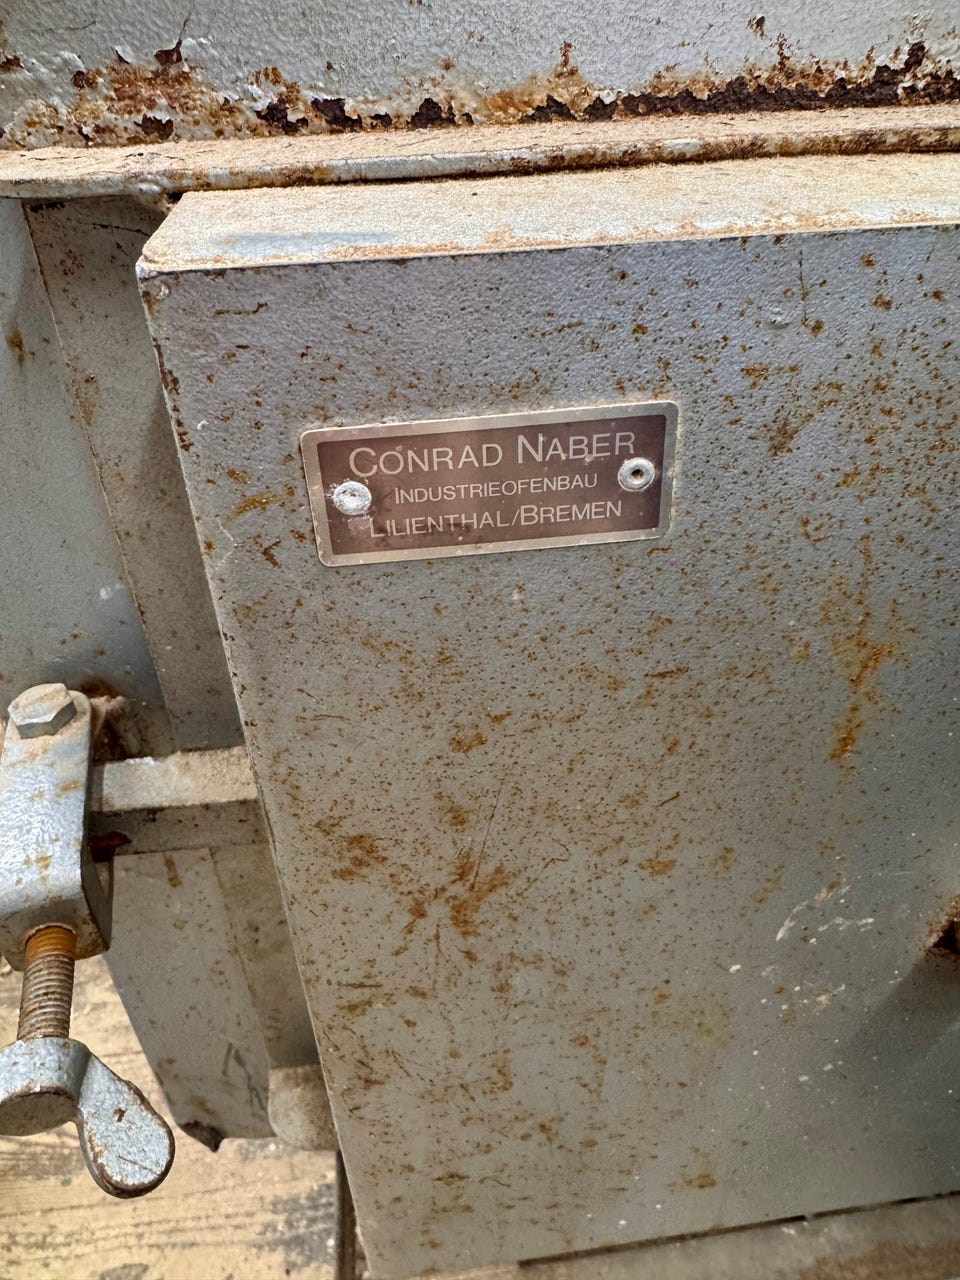 CONRAD NABER
INDUSTRIEOFENBAU
LILIENTHAL/BREMEN